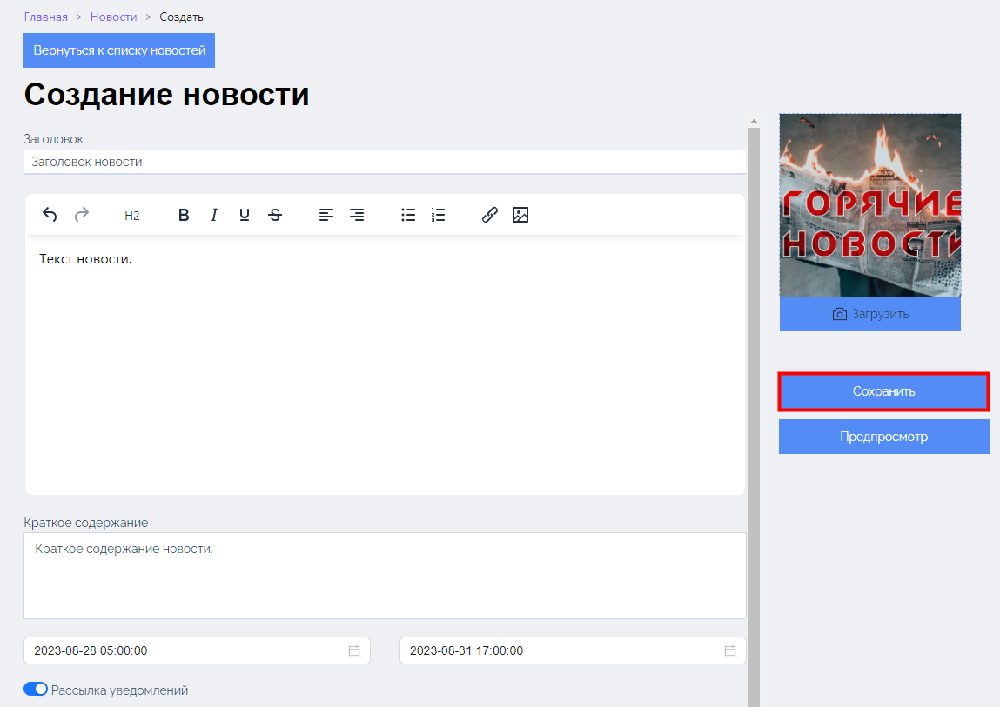 Главная > Новости > Создать
Вернуться к списку новостей
Создание новости
Заголовок
Заголовок новости
H2 B I U S
Текст новости.
Краткое содержание
Краткое содержание новости.
2023-08-28 05:00:00
2023-08-31 17:00:00
Рассылка уведомлений
ГОРЯЧИЕ
НОВОСТИ
Загрузить
Сохранить
Предпросмотр